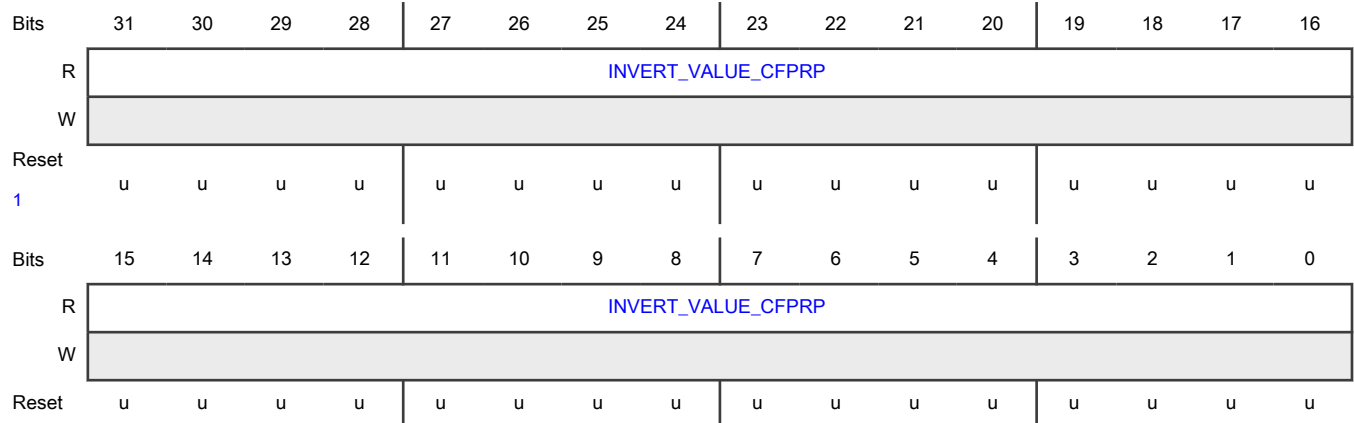 Bits 31 30 29 28 27 26 25 24 23 22 21 20 19 18 17 16
R INVERT_VALUE_CFPRP
W
Reset
1 u u u u u u u u u u u u u u u u
Bits 15 14 13 12 11 10 9 8 7 6 5 4 3 2 1 0
R INVERT_VALUE_CFPRP
W
Reset u u u u u u u u u u u u u u u u